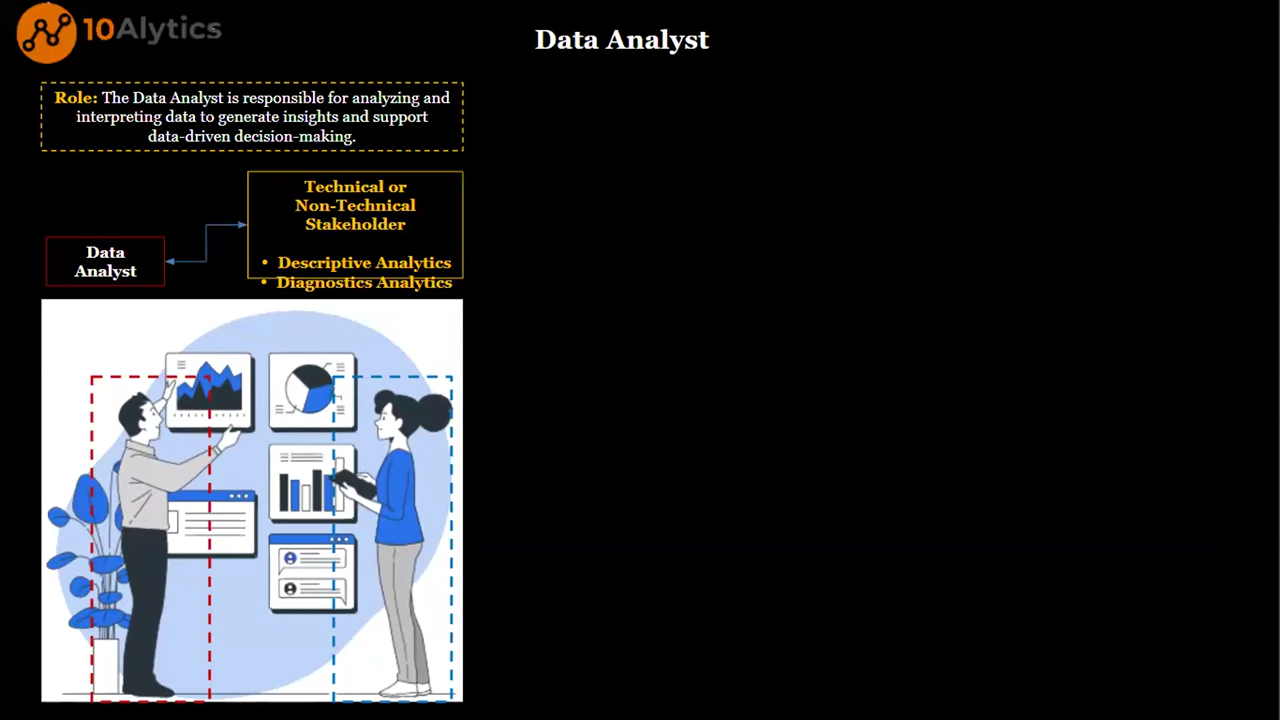 10Alytics
Data Analyst
Role: The Data Analyst is responsible for analyzing and
interpreting data to generate insights and support
data-driven decision-making.
Technical or
Non-Technical
Stakeholder
• Descriptive Analytics
• Diagnostics Analytics
Data
Analyst